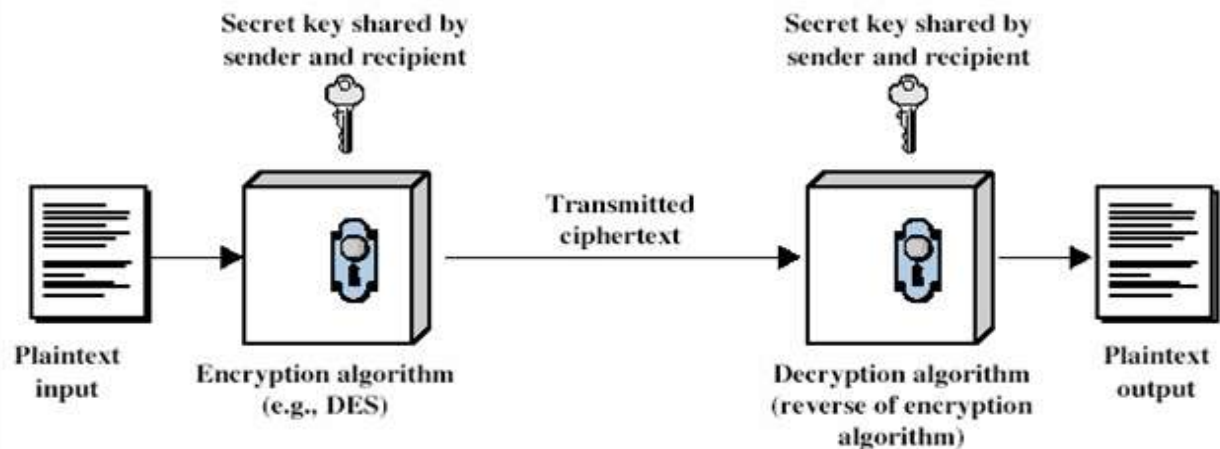 Secret key shared by
sender and recipient
Secret key shared by
sender and recipient
Transmitted
ciphertext
Plaintext
input
Encryption algorithm
(e.g., DES)
Decryption algorithm
(reverse of encryption
algorithm)
Plaintext
output